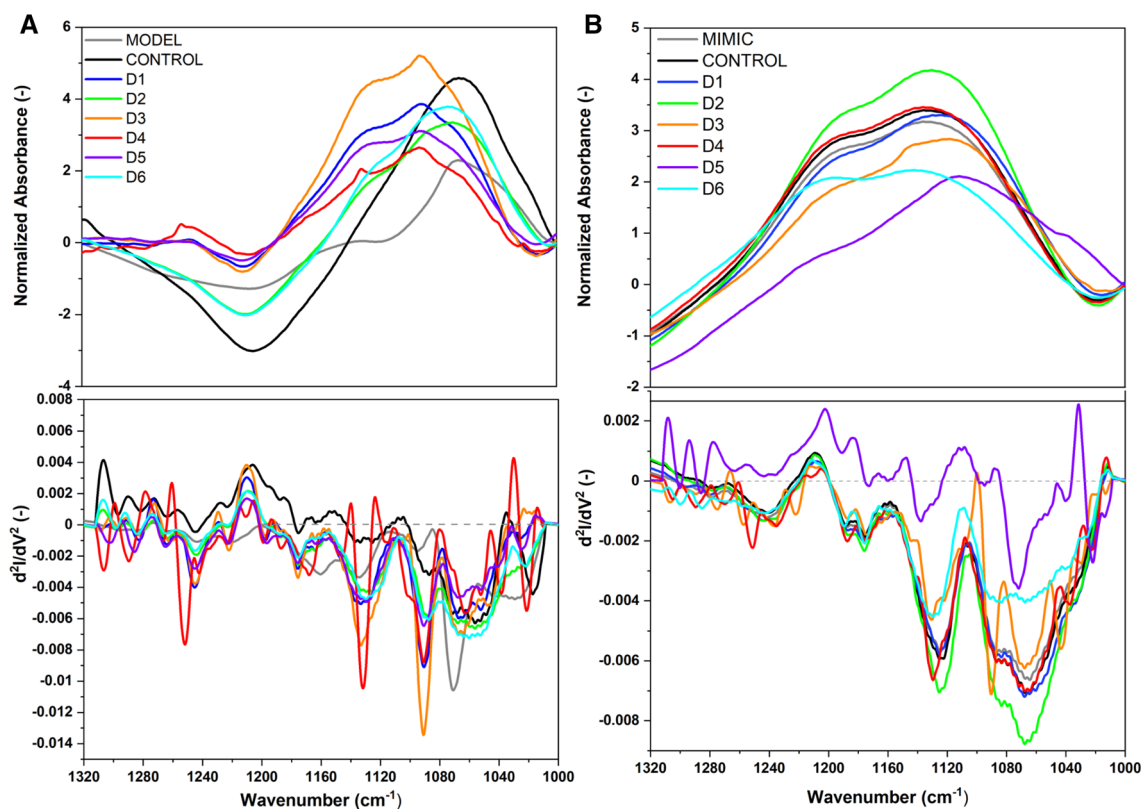 A
Normalized Absorbance (-)
6
4
2
0
-2
-4
MODEL
CONTROL
D1
D2
D3
D4
D5
D6
B
Normalized Absorbance (-)
5
4
3
2
1
0
-1
-2
MIMIC
CONTROL
D1
D2
D3
D4
D5
D6
d²I/dV² (-)
0.008
0.006
0.004
0.002
0
-0.002
-0.004
-0.006
-0.008
-0.01
-0.012
-0.014
1320 1280 1240 1200 1160 1120 1080 1040 1000
Wavenumber (cm⁻¹)
d²I/dV² (-)
0.002
0
-0.002
-0.004
-0.006
-0.008
1320 1280 1240 1200 1160 1120 1080 1040 1000
Wavenumber (cm⁻¹)